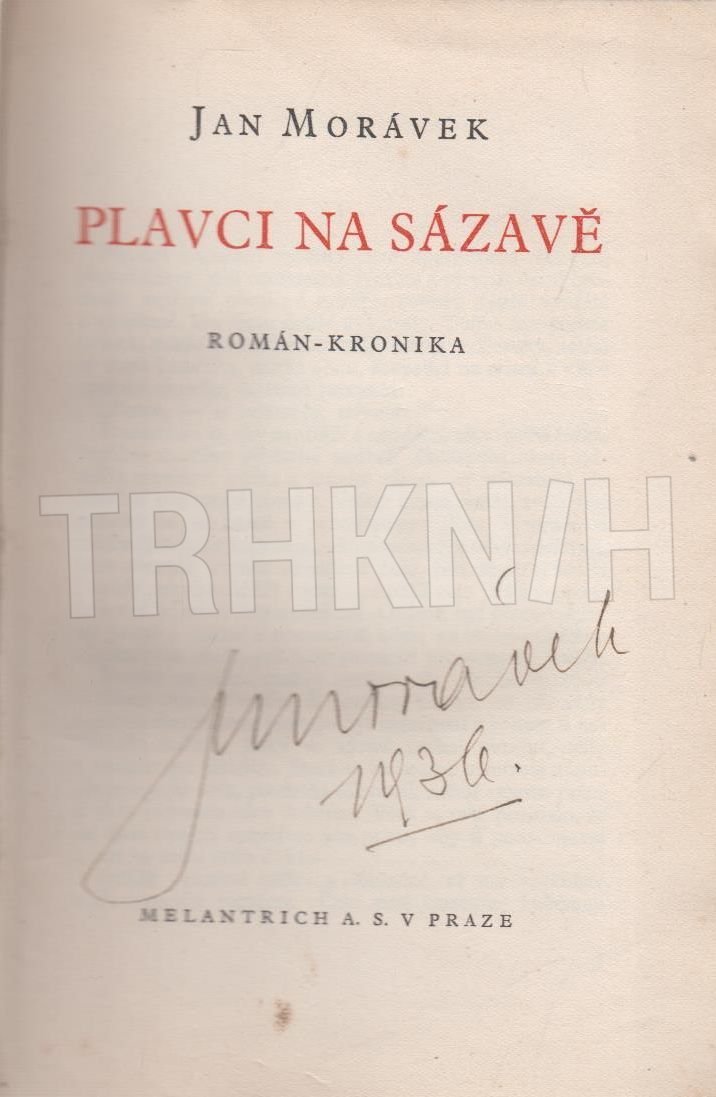 JAN MORÁVEK
PLAVCI NA SÁZAVĚ
ROMÁN-KRONIKA
TRHKNIH
JMorávek
1936.
MELANTRICH A. S. V PRAZE